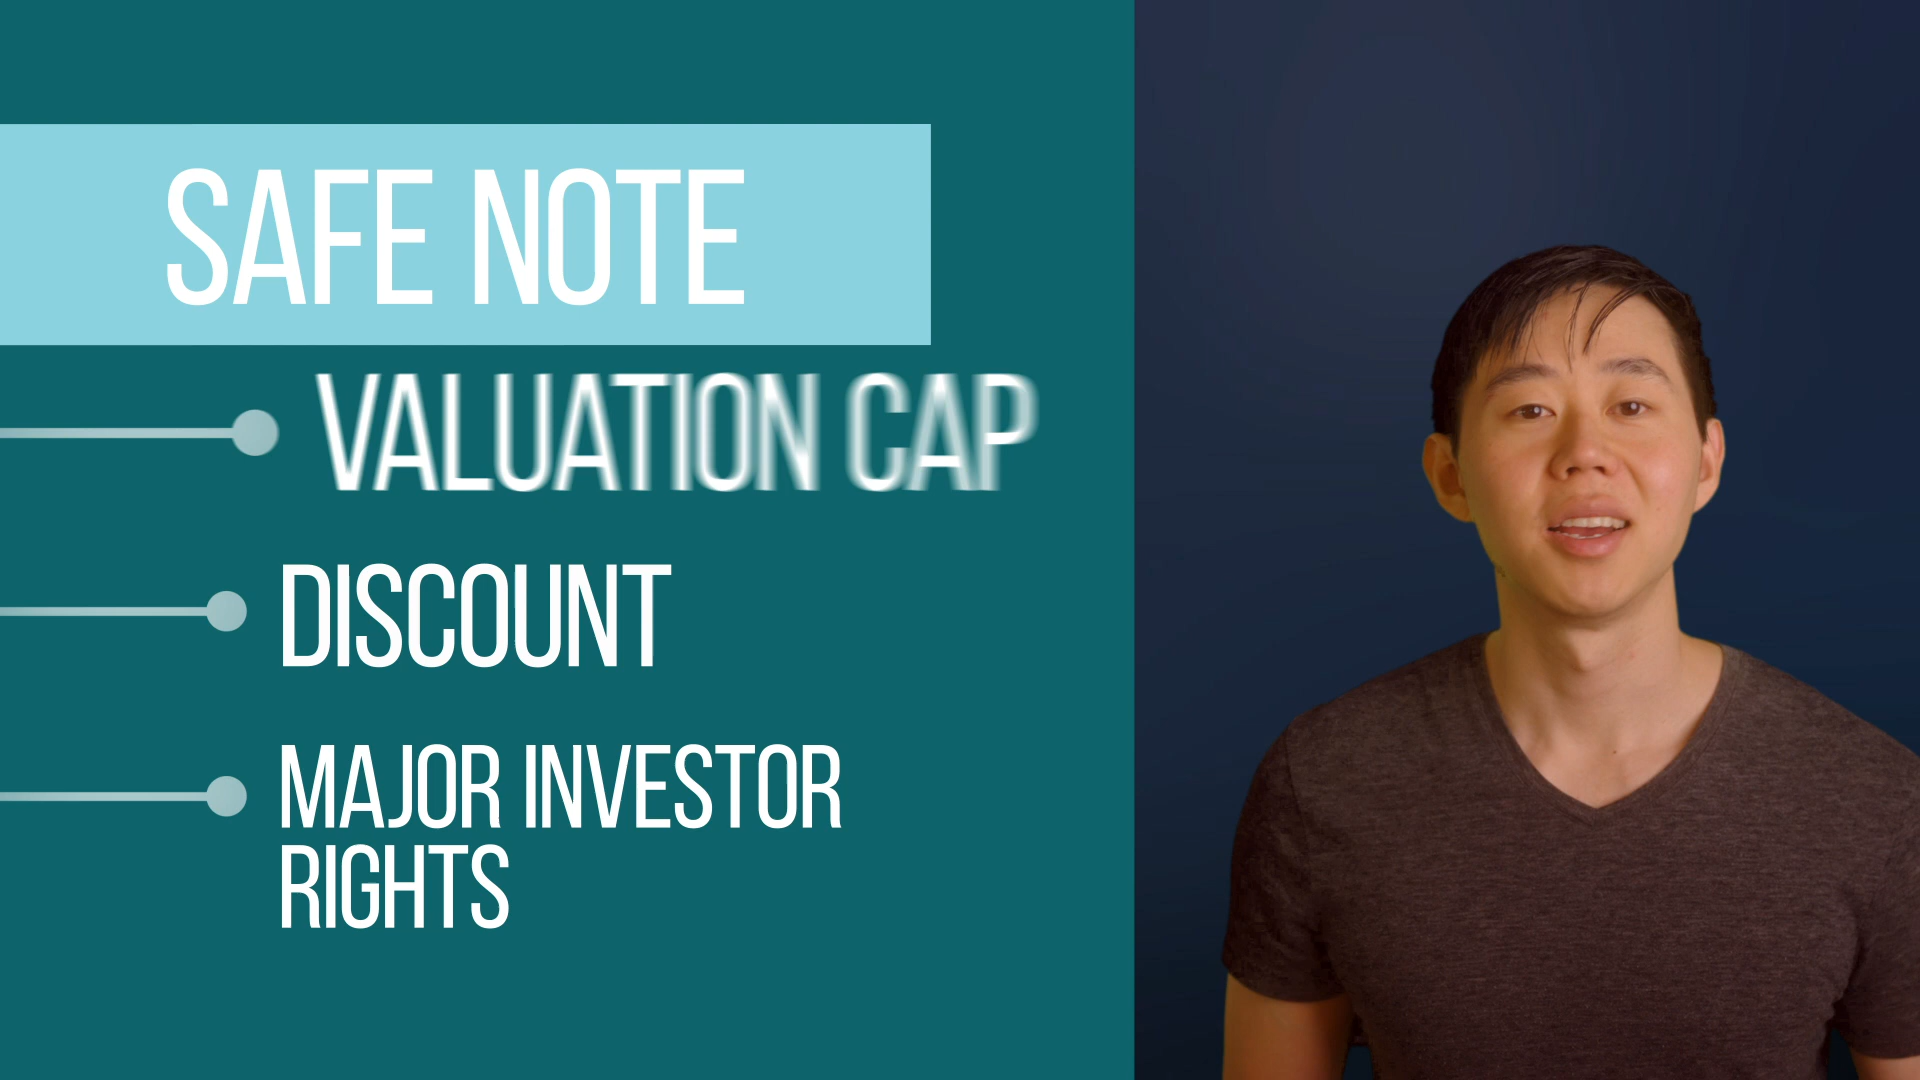 SAFE NOTE
VALUATION CAP
DISCOUNT
MAJOR INVESTOR
RIGHTS